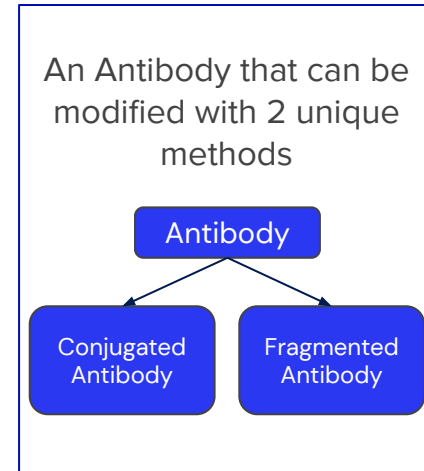 An Antibody that can be
modified with 2 unique
methods
Antibody
Conjugated
Antibody
Fragmented
Antibody